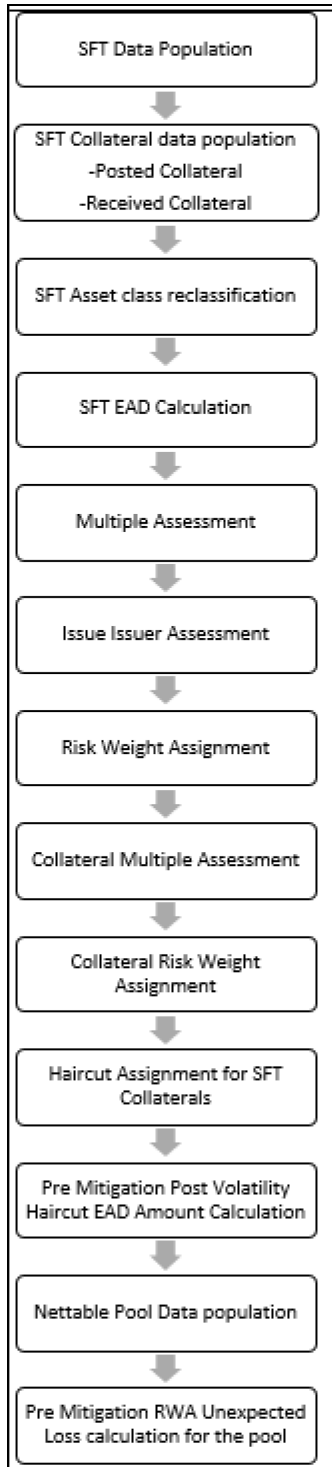 SFT Data Population
SFT Collateral data population
-Posted Collateral
-Received Collateral
SFT Asset class reclassification
SFT EAD Calculation
Multiple Assessment
Issue Issuer Assessment
Risk Weight Assignment
Collateral Multiple Assessment
Collateral Risk Weight
Assignment
Haircut Assignment for SFT
Collaterals
Pre Mitigation Post Volatility
Haircut EAD Amount Calculation
Nettable Pool Data population
Pre Mitigation RWA Unexpected
Loss calculation for the pool